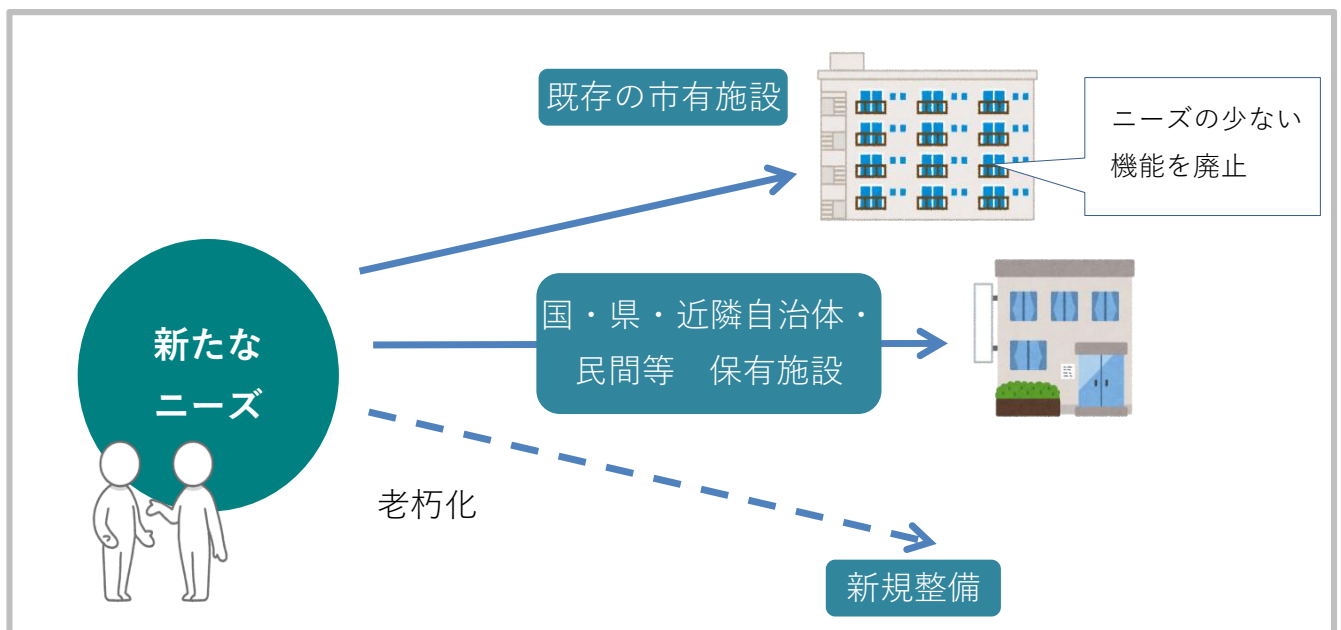 既存の市有施設
ニーズの少ない
機能を廃止
国・県・近隣自治体・
民間等　保有施設
新たな
ニーズ
老朽化
新規整備